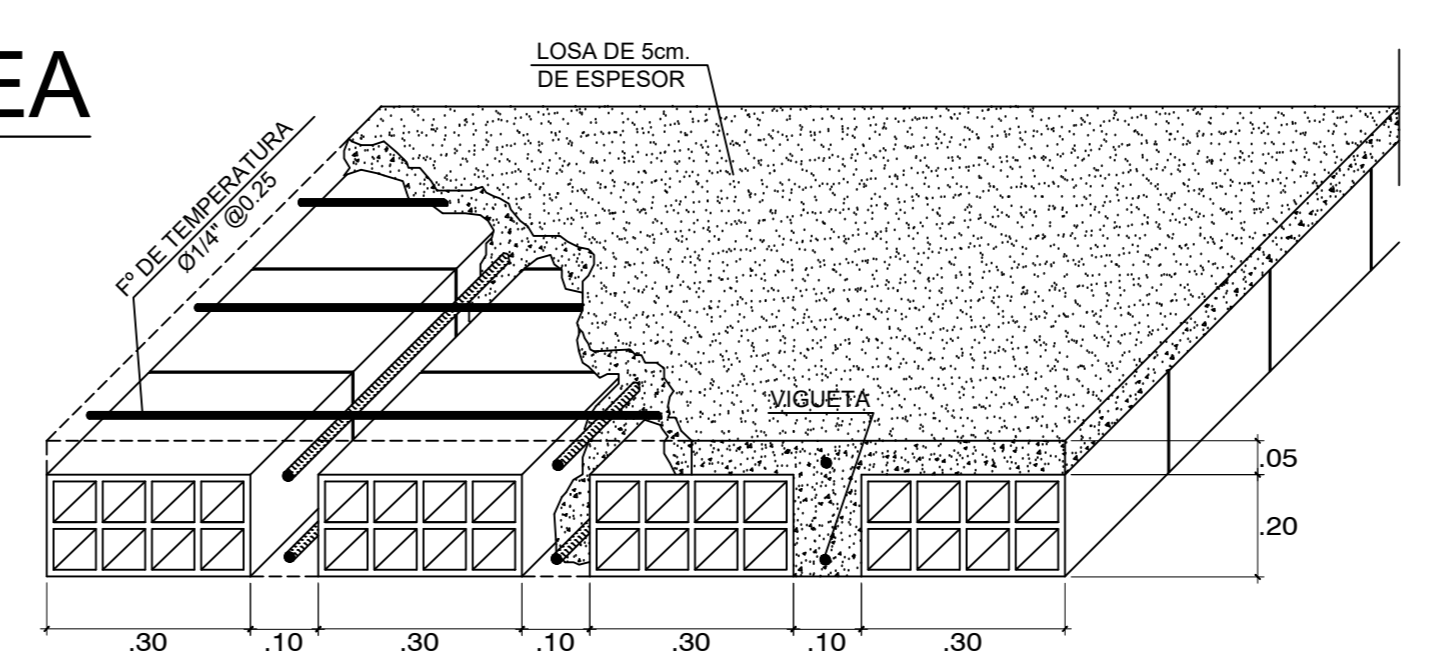 EA
LOSA DE 5cm.
DE ESPESOR
Fº DE TEMPERATURA
Ø1/4" @0.25
VIGUETA
.05
.20
.30
.10
.30
.10
.30
.10
.30